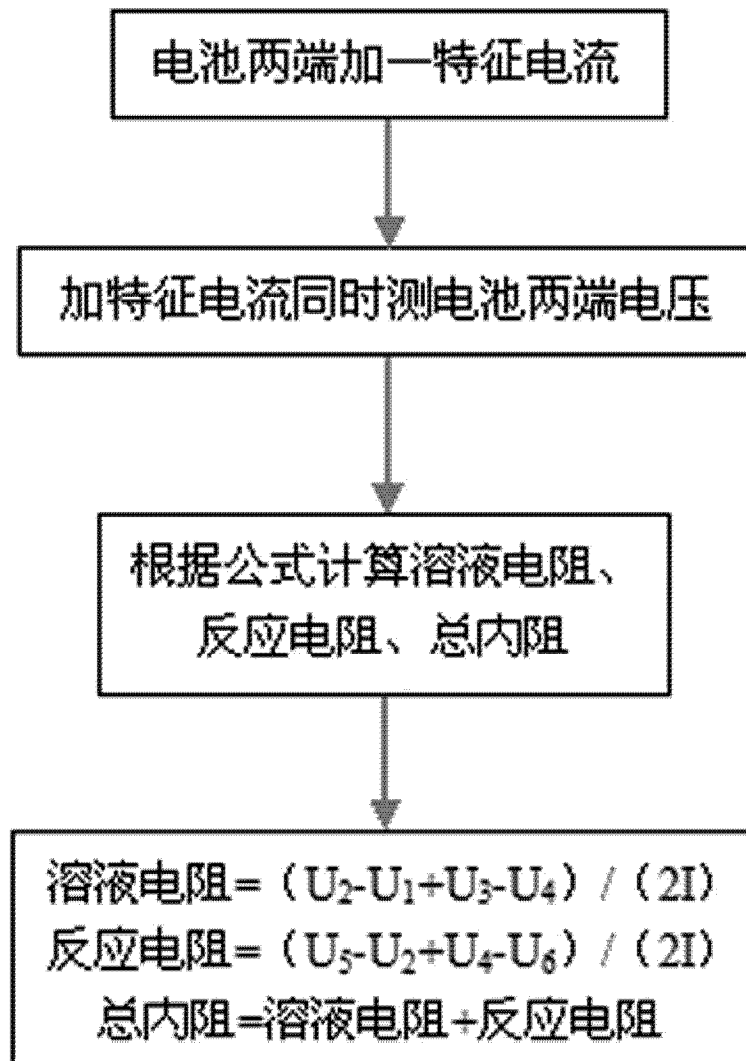 电池两端加一特征电流
加特征电流同时测电池两端电压
根据公式计算溶液电阻、
反应电阻、总内阻
溶液电阻=（U₂-U₁+U₃-U₄）/（2I）
反应电阻=（U₅-U₂+U₄-U₆）/（2I）
总内阻=溶液电阻+反应电阻